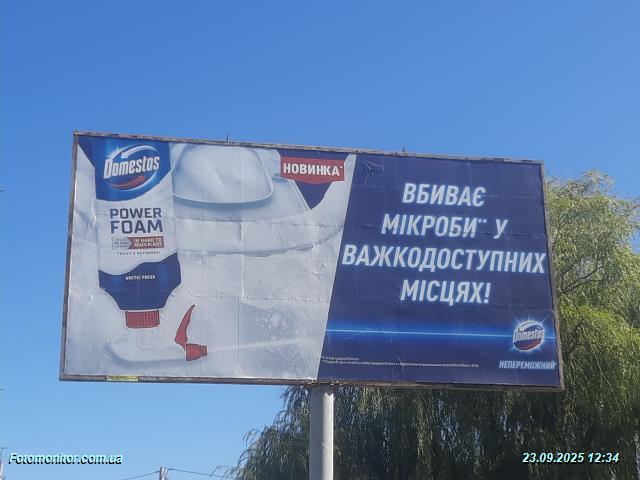 Domestos
POWER
FOAM
IN HARD TO
REACH PLACES
ARCTIC FRESH
НОВИНКА*
ВБИВАЄ
МІКРОБИ** У
ВАЖКОДОСТУПНИХ
МІСЦЯХ!
Domestos
НЕПЕРЕМОЖНИЙ
Fotomonitor.com.ua
23.09.2025 12:34